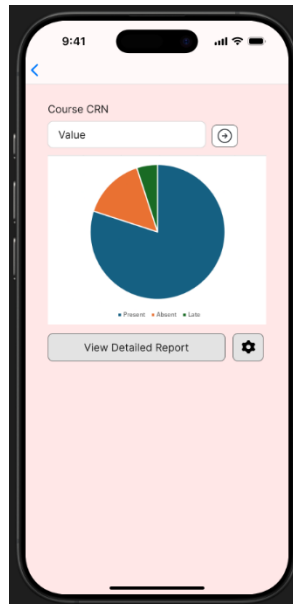 9:41
Course CRN
Value
Present Absent Late
View Detailed Report